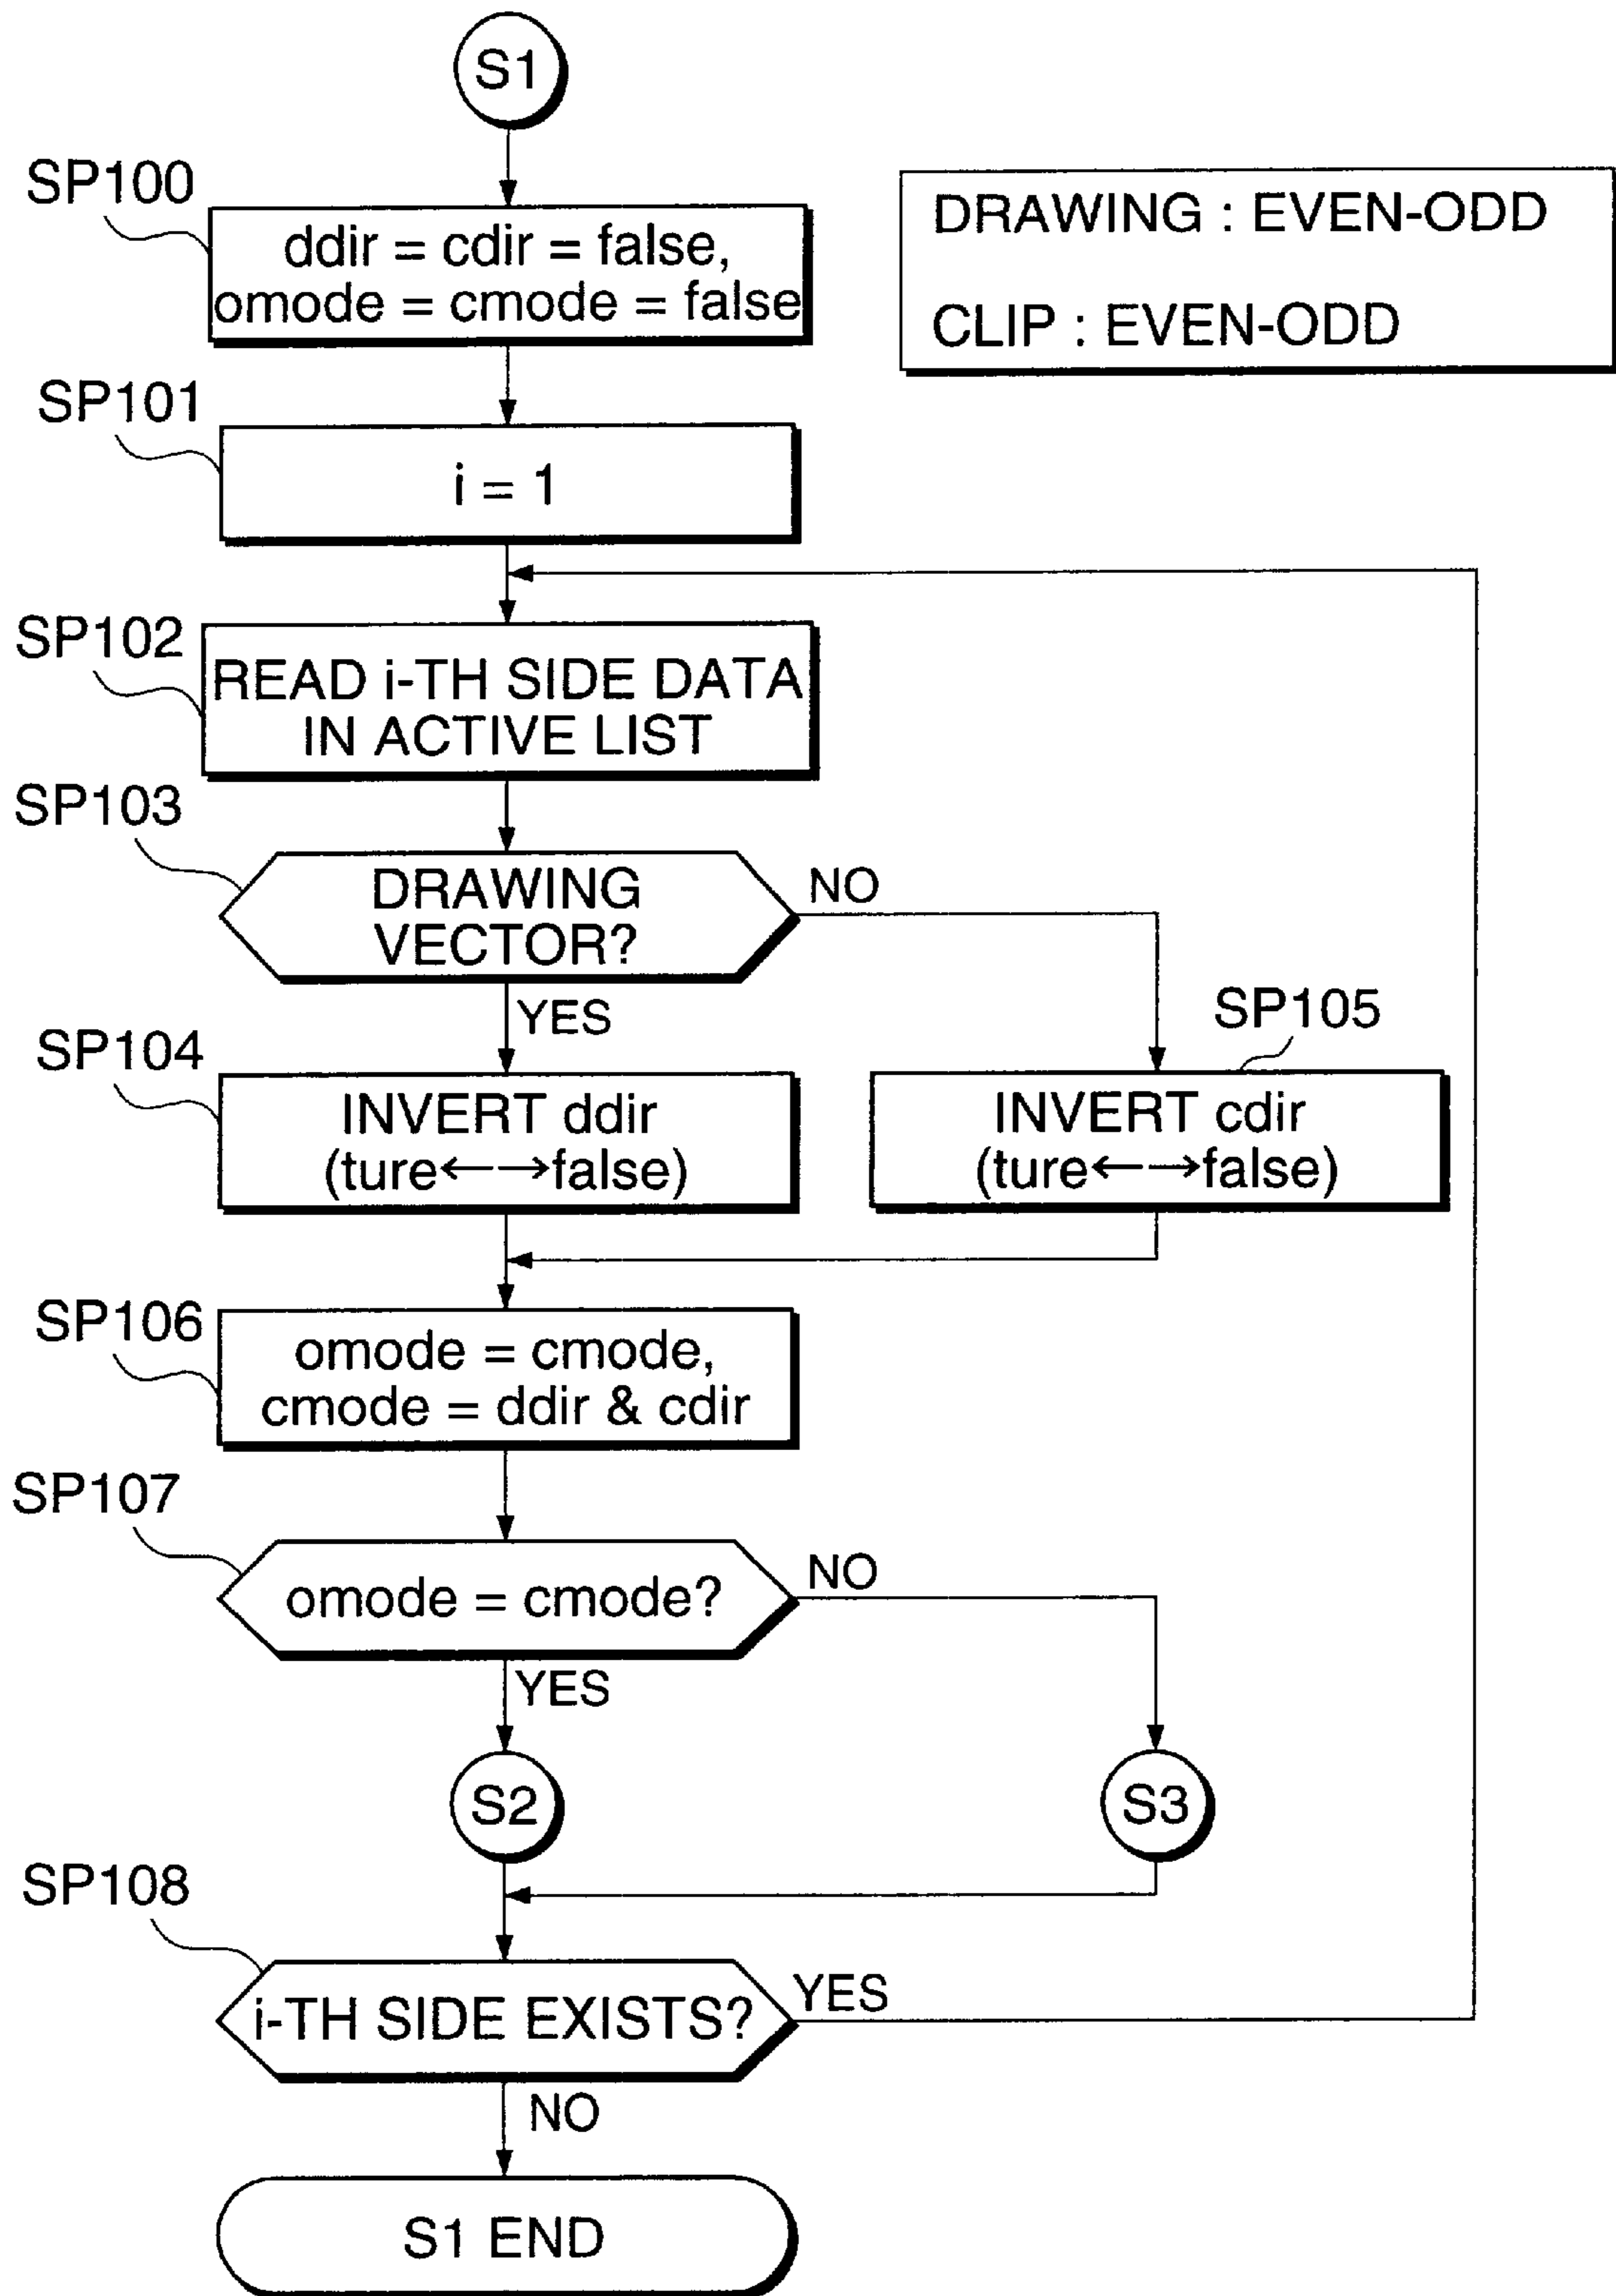 S1
SP100
ddir = cdir = false,
omode = cmode = false
DRAWING : EVEN-ODD
CLIP : EVEN-ODD
SP101
i = 1
SP102
READ i-TH SIDE DATA
IN ACTIVE LIST
SP103
DRAWING
VECTOR?
NO
YES
SP104
INVERT ddir
(ture←→false)
SP105
INVERT cdir
(ture←→false)
SP106
omode = cmode,
cmode = ddir & cdir
SP107
omode = cmode?
NO
YES
S2
S3
SP108
i-TH SIDE EXISTS?
YES
NO
S1 END